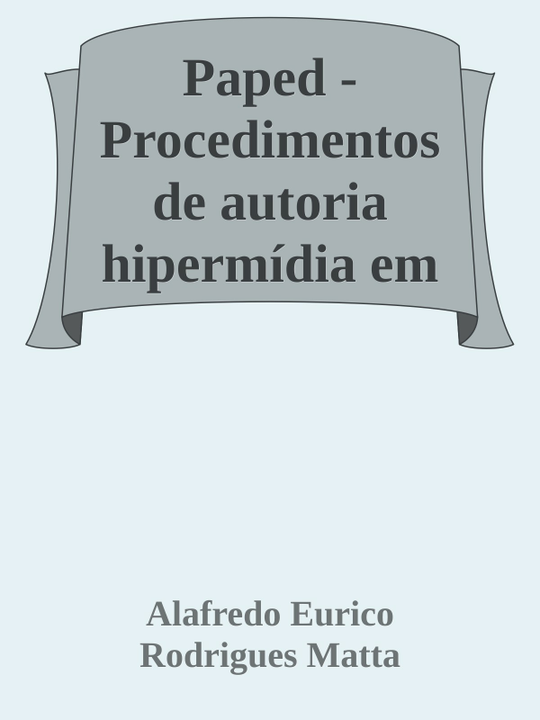 Paped -
Procedimentos
de autoria
hipermídia em
Alafredo Eurico
Rodrigues Matta